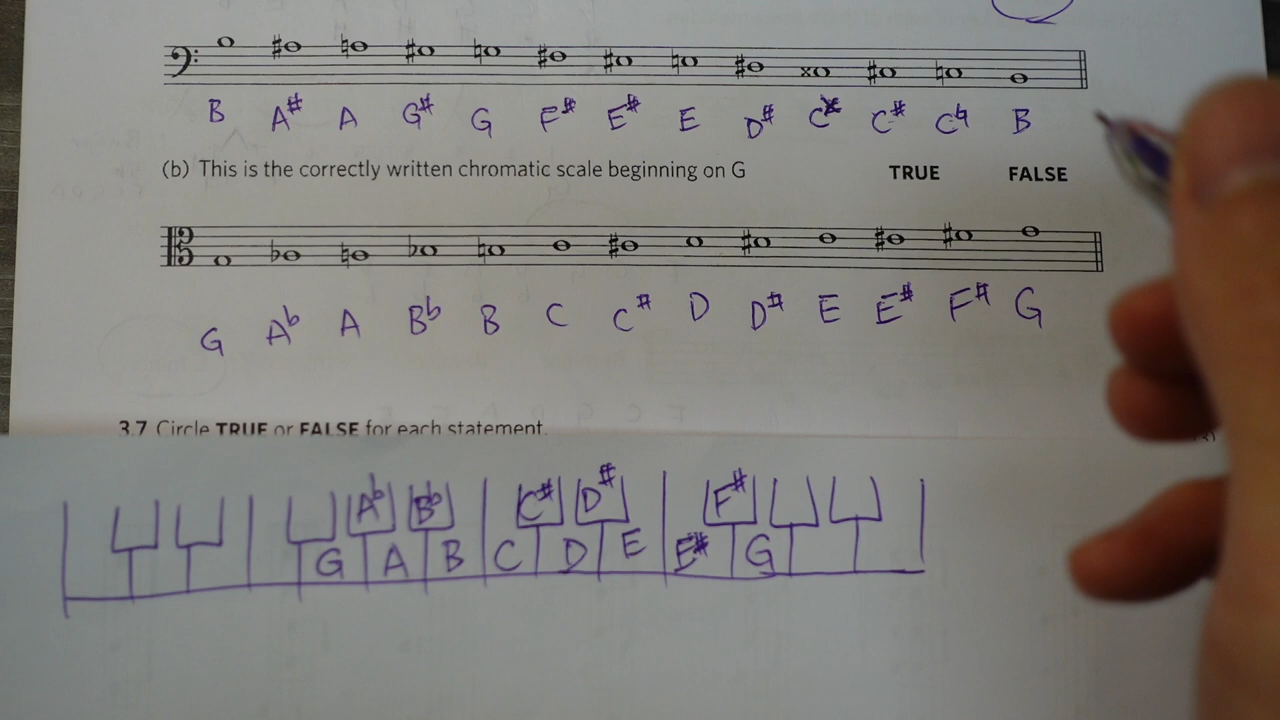 B A# A G# G F# E# E D# Cx C# C♮ B
(b) This is the correctly written chromatic scale beginning on G TRUE FALSE
G A♭ A B♭ B C C# D D# E E# F# G
3.7 Circle TRUE or FALSE for each statement.
A♭ B♭ C# D# F#
G A B C D E E# G